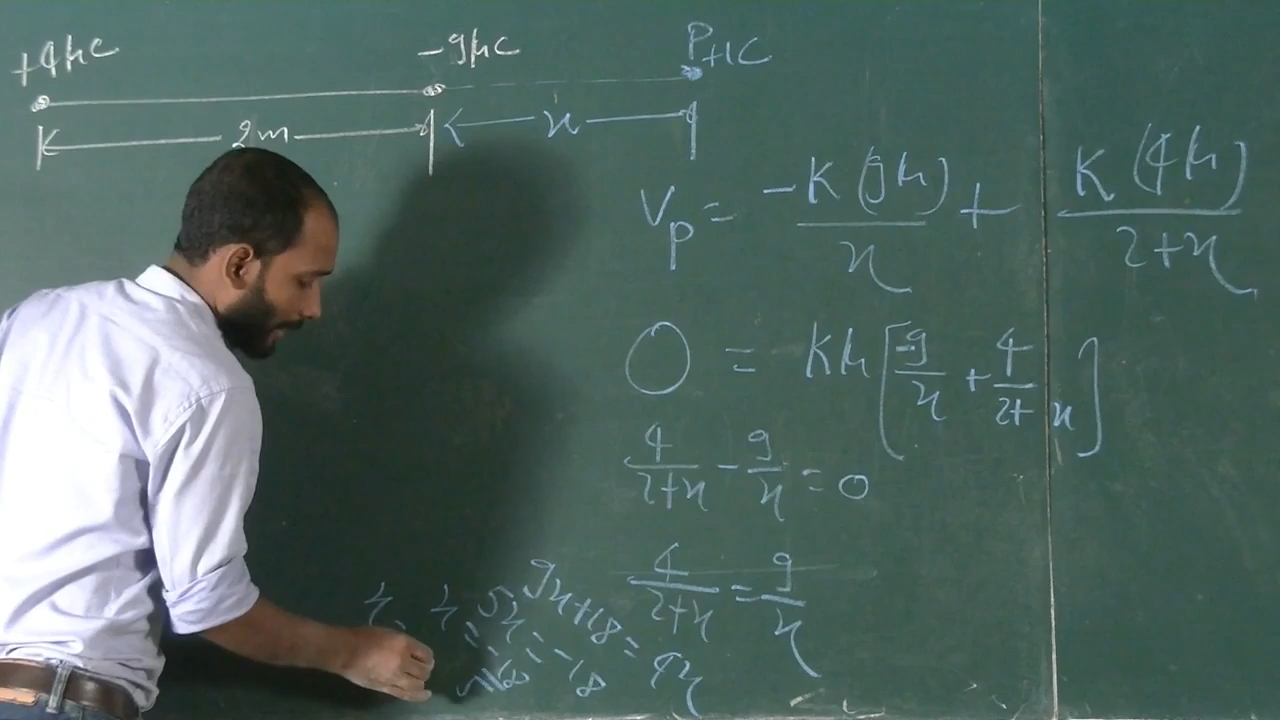 +4μc -9μc P+1C
2m x
Vp = -K(9μ)/x + K(4μ)/2+x
0 = Kμ[-9/x + 4/2+x]
4/2+x - 9/x = 0
4/2+x = 9/x
9x+18 = 4x
5x = -18